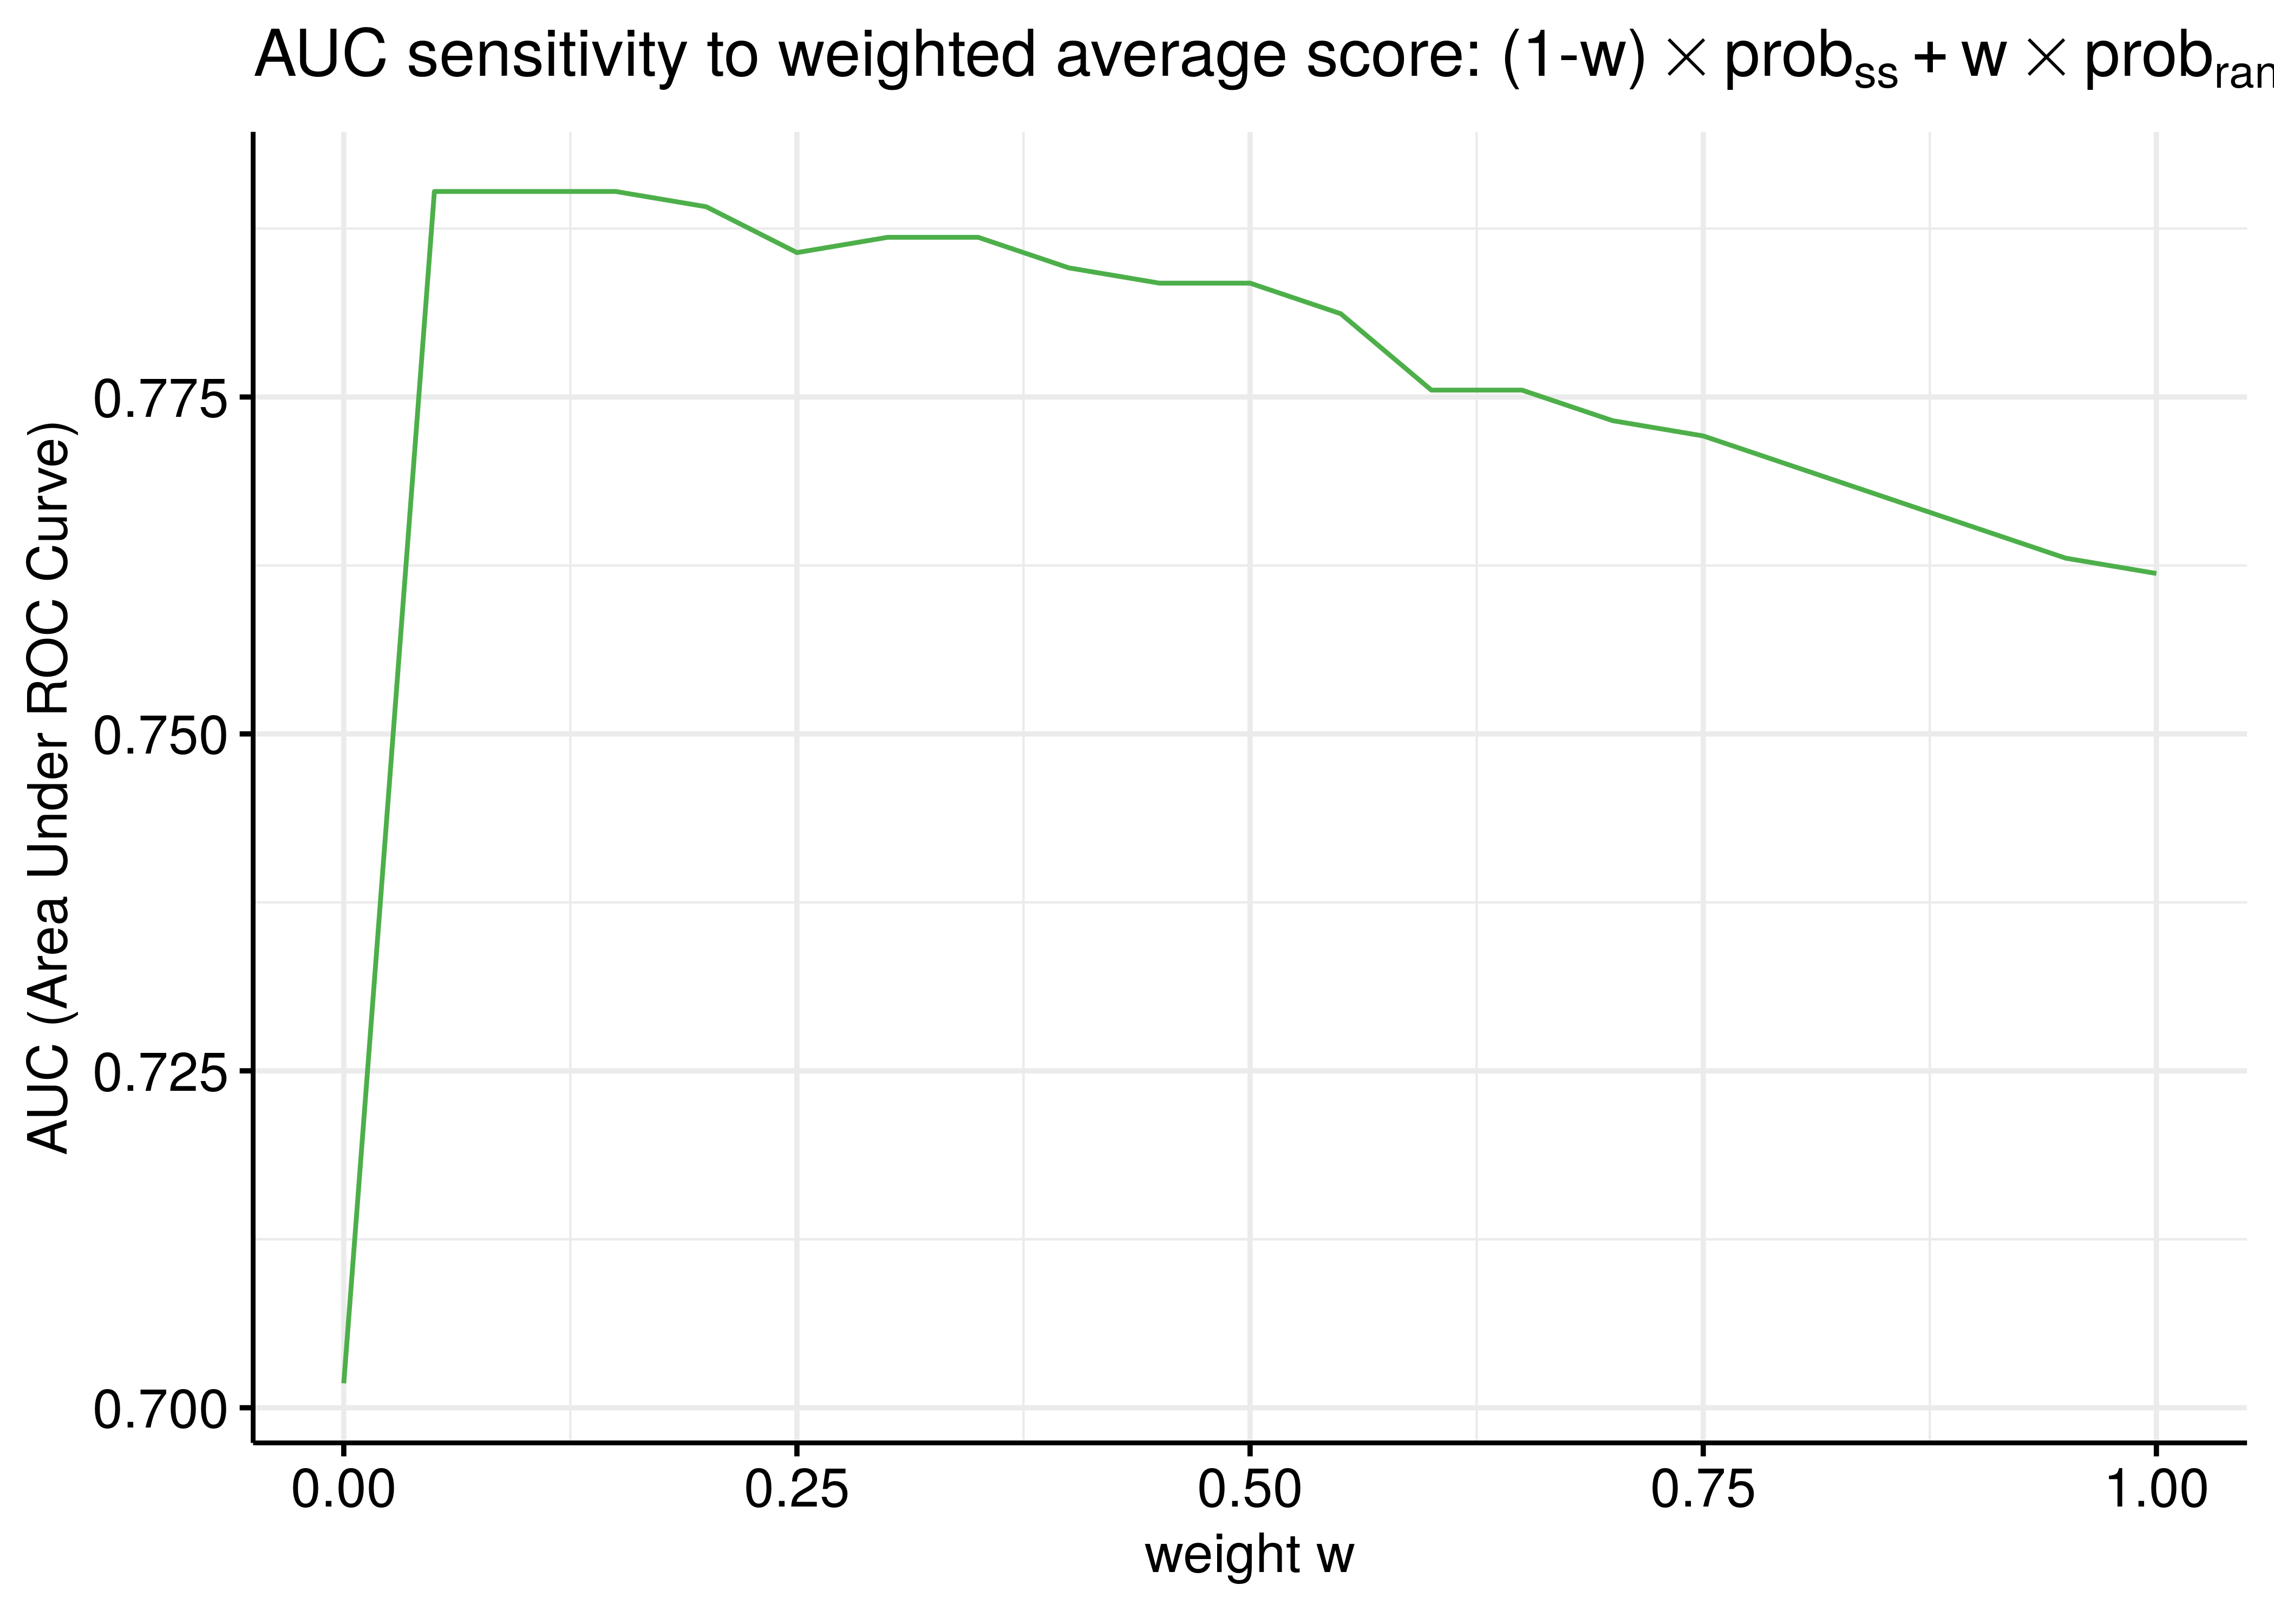 AUC sensitivity to weighted average score: (1-w) × prob_ss + w × prob_ran
AUC (Area Under ROC Curve)
0.775
0.750
0.725
0.700
0.00 0.25 0.50 0.75 1.00
weight w